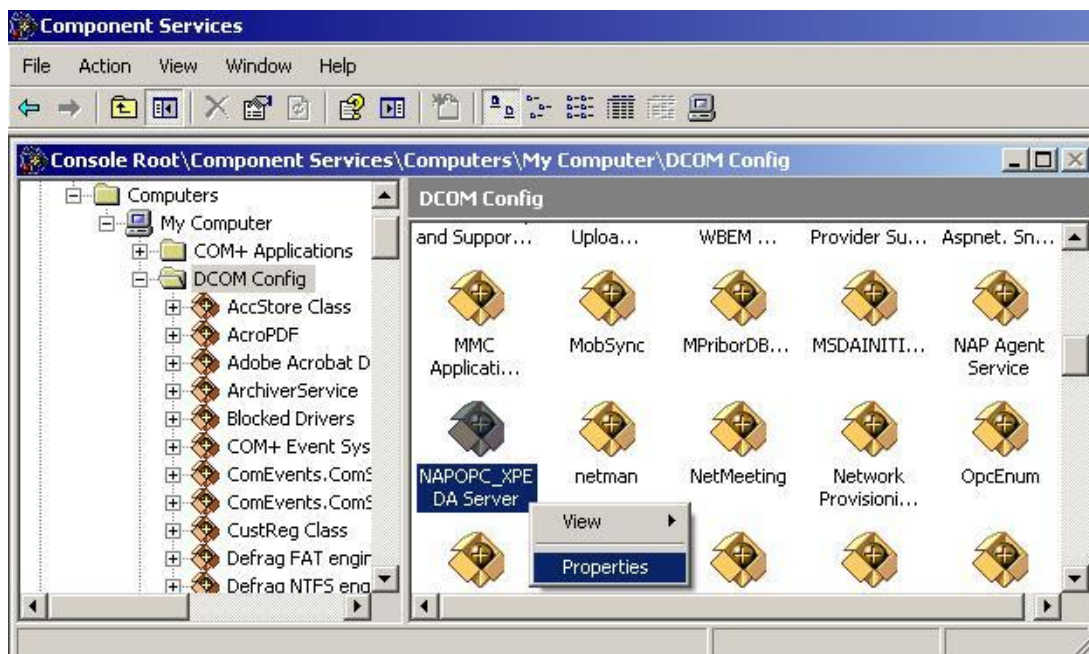 Component Services
File Action View Window Help
Console Root\Component Services\Computers\My Computer\DCOM Config
Computers
My Computer
COM+ Applications
DCOM Config
AccStore Class
AcroPDF
Adobe Acrobat D
ArchiverService
Blocked Drivers
COM+ Event Sys
ComEvents.ComS
ComEvents.ComS
CustReg Class
Defrag FAT engir
Defrag NTFS eng
DCOM Config
and Suppor... Uploa... WBEM ... Provider Su... Aspnet. Sn...
MMC Applicati...
MobSync
MPriborDB...
MSDAINITI...
NAP Agent
Service
NAPOPC_XPE
DA Server
netman
NetMeeting
Network
Provisioni...
OpcEnum
View
Properties